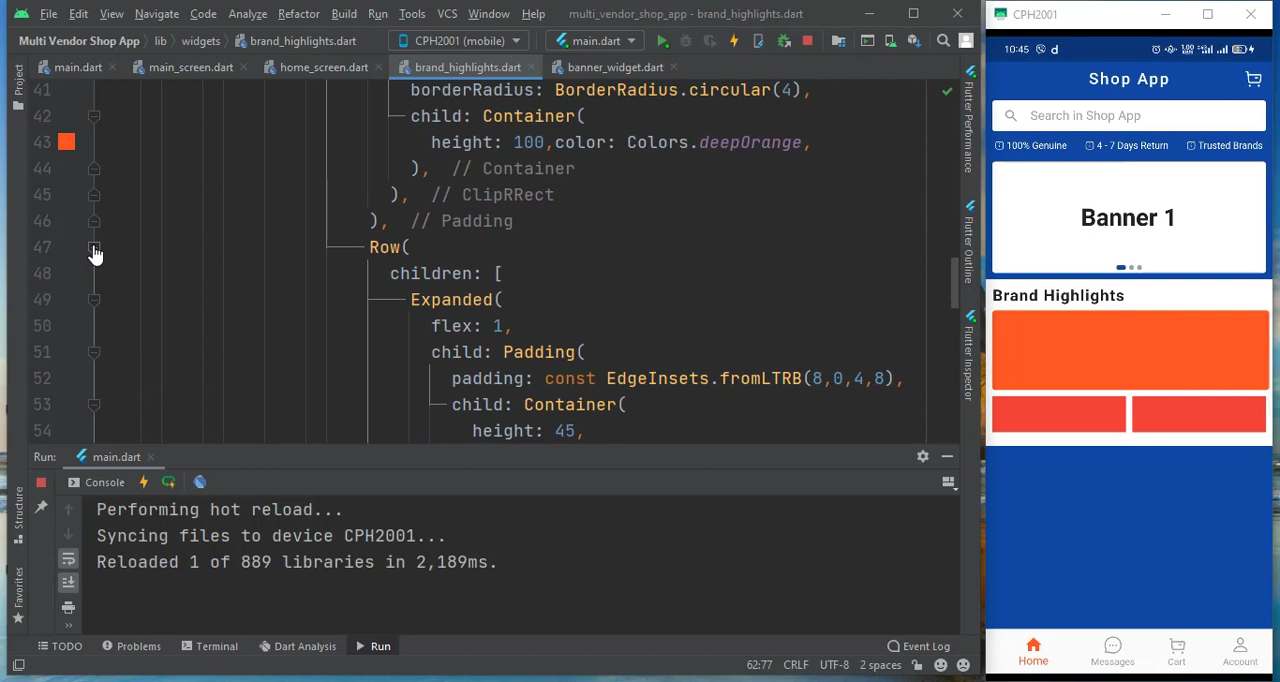 File Edit View Navigate Code Analyze Refactor Build Run Tools VCS Window Help multi_vendor_shop_app - brand_highlights.dart
Multi Vendor Shop App lib widgets brand_highlights.dart CPH2001 (mobile) main.dart
main.dart main_screen.dart home_screen.dart brand_highlights.dart banner_widget.dart
Project
Structure
Favorites
41 borderRadius: BorderRadius.circular(4),
42 child: Container(
43 height: 100,color: Colors.deepOrange,
44 ), // Container
45 ), // ClipRRect
46 ), // Padding
47 Row(
48 children: [
49 Expanded(
50 flex: 1,
51 child: Padding(
52 padding: const EdgeInsets.fromLTRB(8,0,4,8),
53 child: Container(
54 height: 45,
Flutter Performance
Flutter Outline
Flutter Inspector
Run: main.dart
Console
Performing hot reload...
Syncing files to device CPH2001...
Reloaded 1 of 889 libraries in 2,189ms.
TODO Problems Terminal Dart Analysis Run Event Log
62:77 CRLF UTF-8 2 spaces
CPH2001
10:45
Shop App
Search in Shop App
100% Genuine 4 - 7 Days Return Trusted Brands
Banner 1
Brand Highlights
Home Messages Cart Account